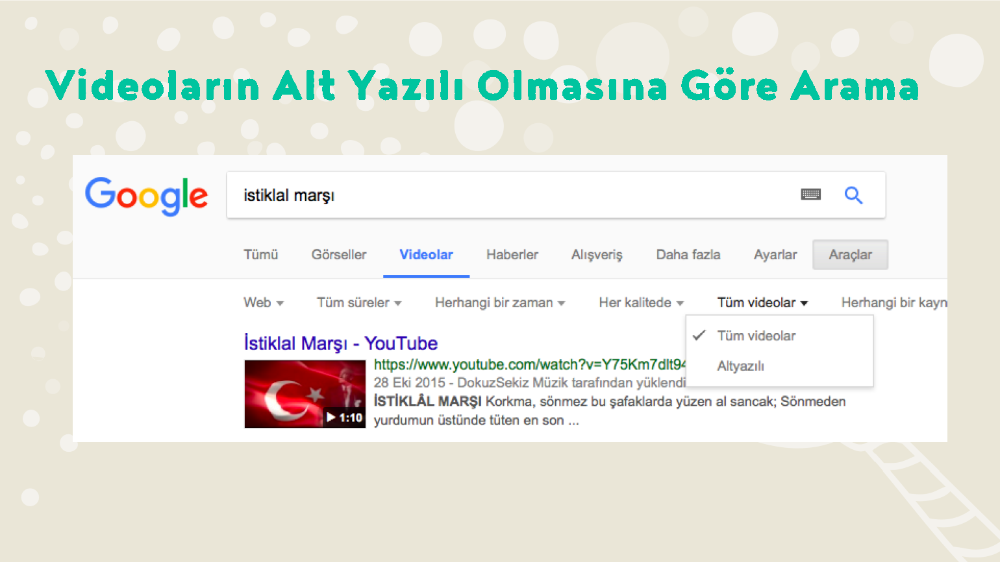 Videoların Alt Yazılı Olmasına Göre Arama
Google
istiklal marşı
Tümü Görseller Videolar Haberler Alışveriş Daha fazla Ayarlar Araçlar
Web Tüm süreler Herhangi bir zaman Her kalitede Tüm videolar Herhangi bir kayn
Tüm videolar
Altyazılı
İstiklal Marşı - YouTube
https://www.youtube.com/watch?v=Y75Km7dlt94
28 Eki 2015 - DokuzSekiz Müzik tarafından yüklendi
İSTİKLÂL MARŞI Korkma, sönmez bu şafaklarda yüzen al sancak; Sönmeden
yurdumun üstünde tüten en son ...
1:10